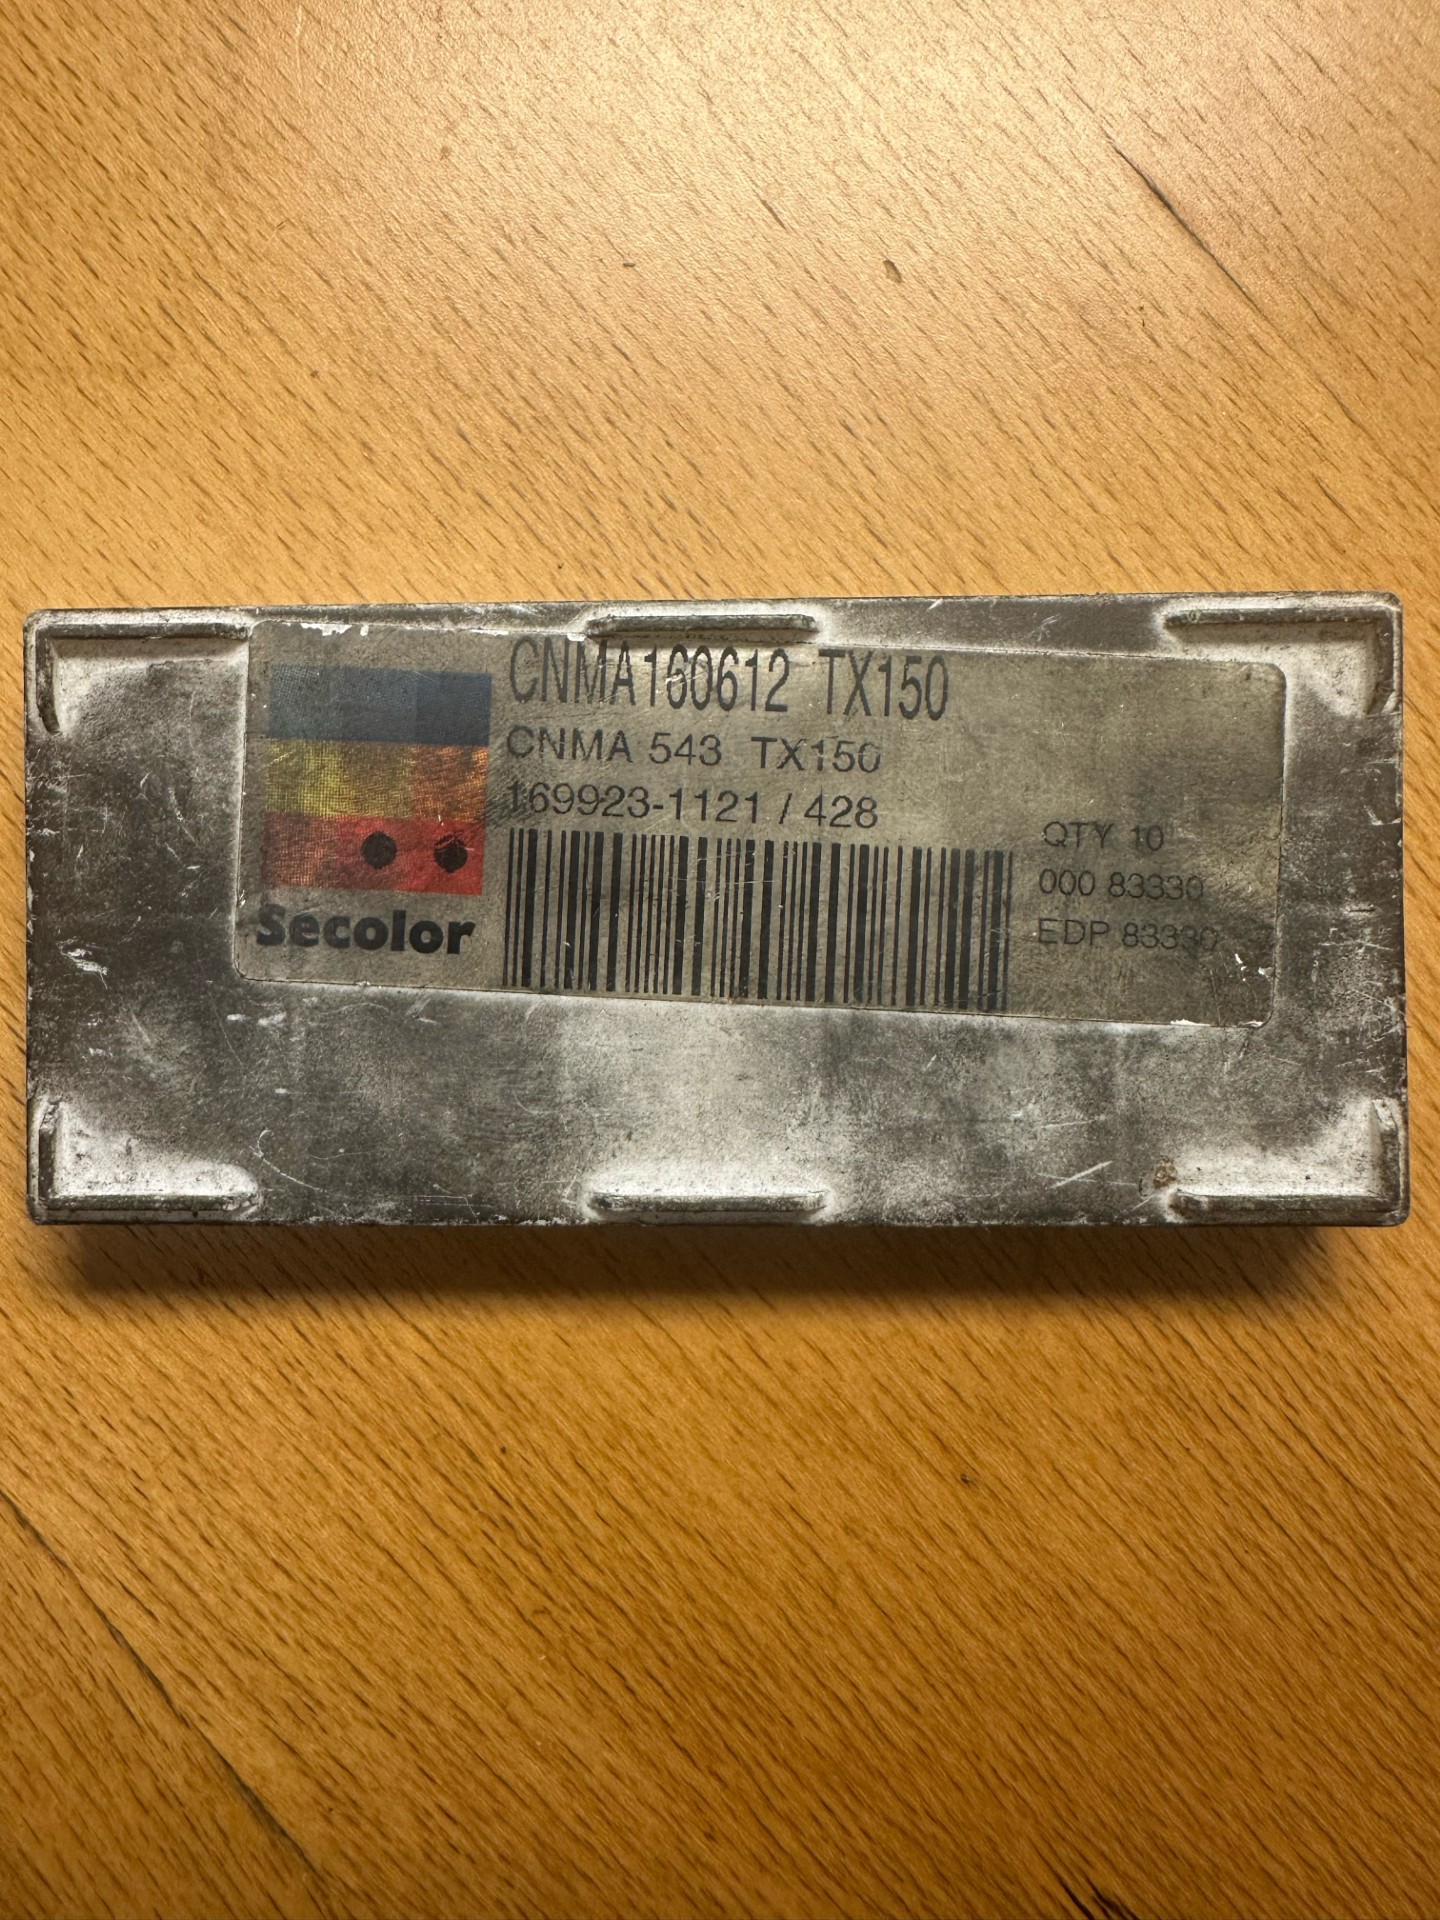 CNMA160612 TX150
CNMA 543 TX150
169923-1121 / 428
QTY 10
000 83330
EDP 83330
Secolor